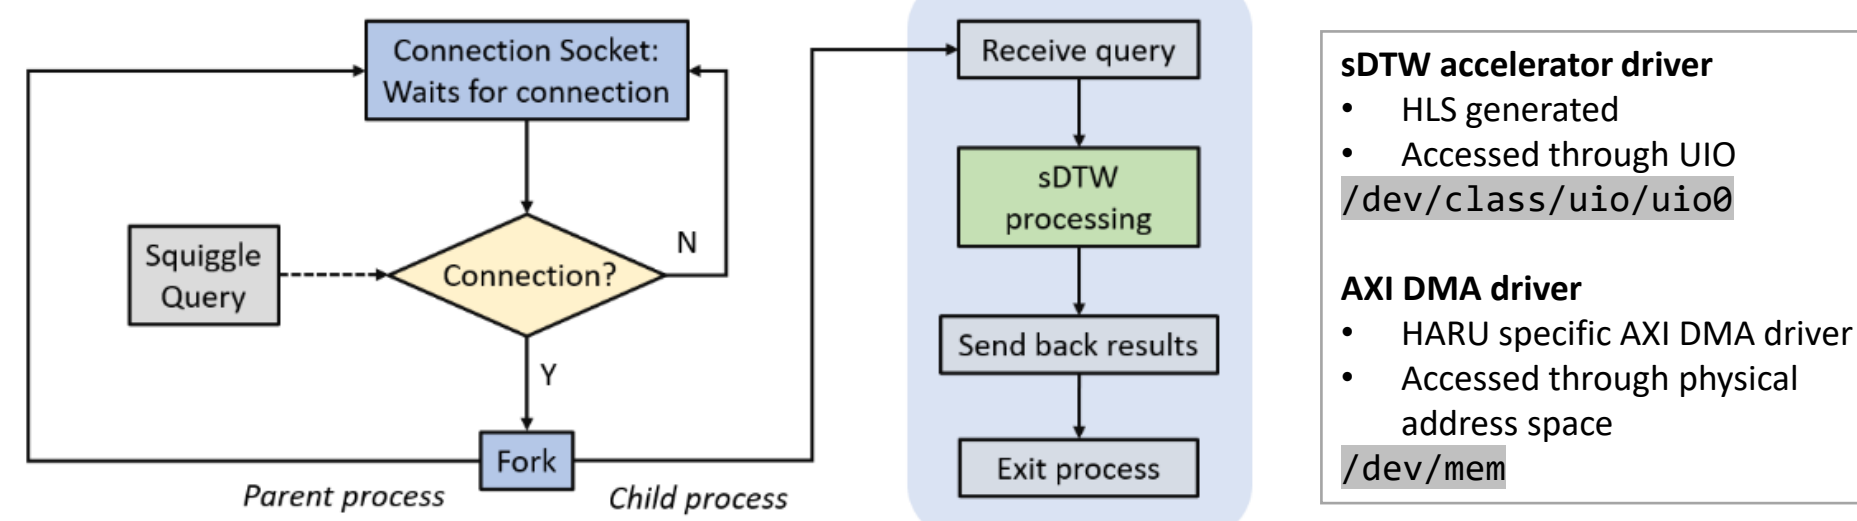 Connection Socket:
Waits for connection
Squiggle
Query
Connection?
N
Y
Fork
Parent process
Child process
Receive query
sDTW
processing
Send back results
Exit process
sDTW accelerator driver
• HLS generated
• Accessed through UIO
/dev/class/uio/uio0
AXI DMA driver
• HARU specific AXI DMA driver
• Accessed through physical
address space
/dev/mem